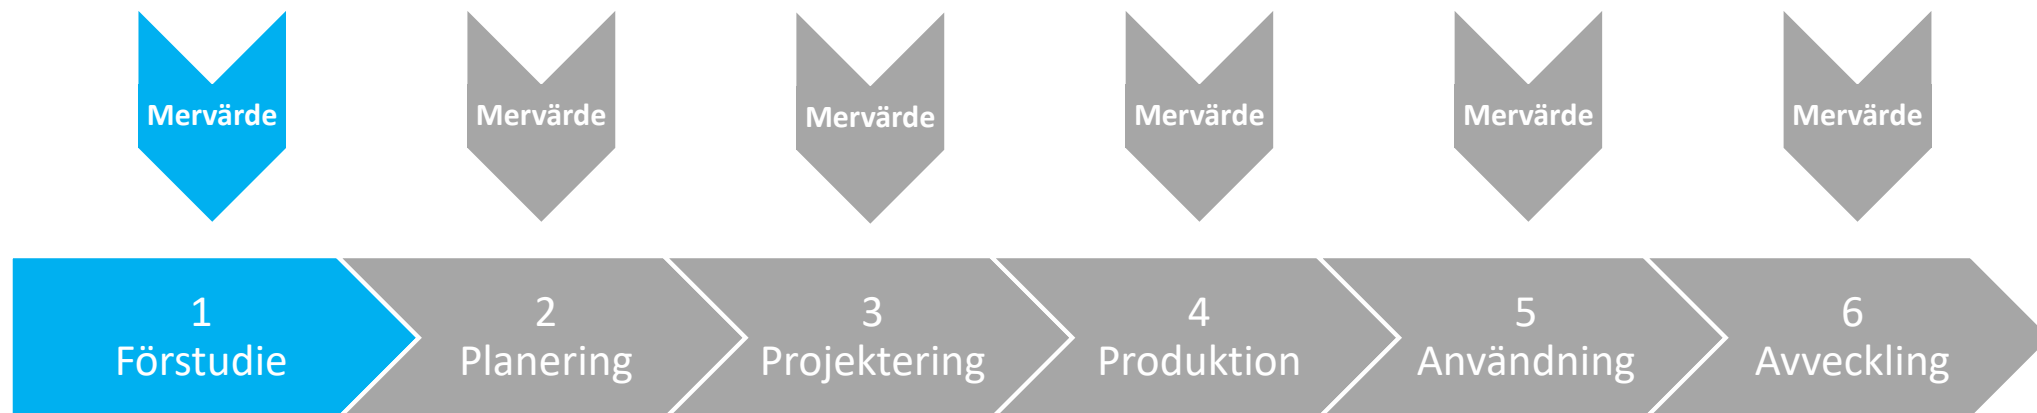 Mervärde
Mervärde
Mervärde
Mervärde
Mervärde
Mervärde
1
Förstudie
2
Planering
3
Projektering
4
Produktion
5
Användning
6
Avveckling